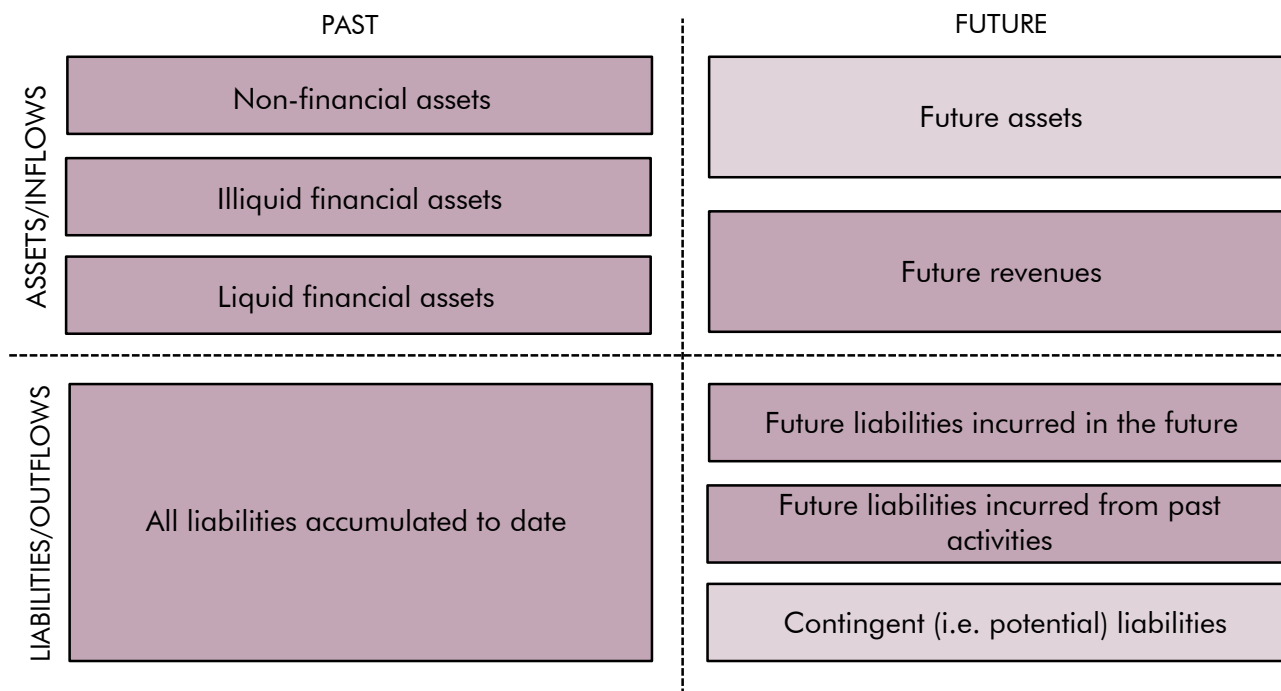 PAST
FUTURE
ASSETS/INFLOWS
Non-financial assets
Illiquid financial assets
Liquid financial assets
Future assets
Future revenues
LIABILITIES/OUTFLOWS
All liabilities accumulated to date
Future liabilities incurred in the future
Future liabilities incurred from past
activities
Contingent (i.e. potential) liabilities